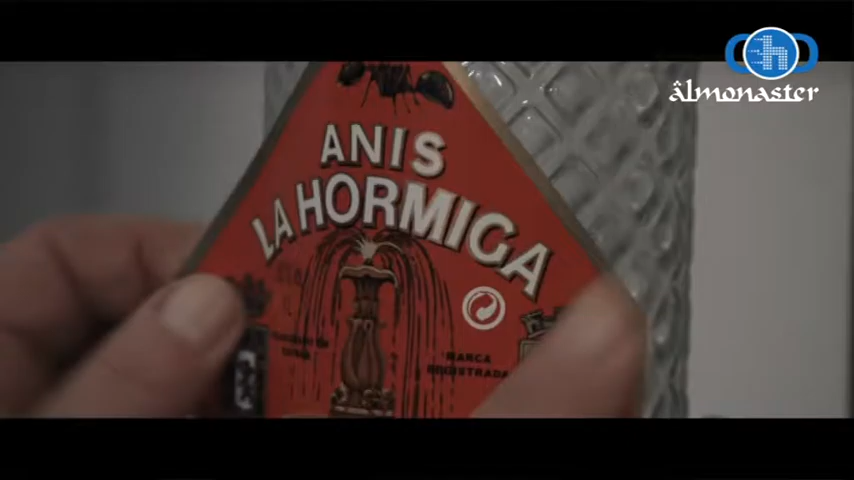 âlmonaster
ANIS
LA HORMIGA
MARCA
REGISTRADA